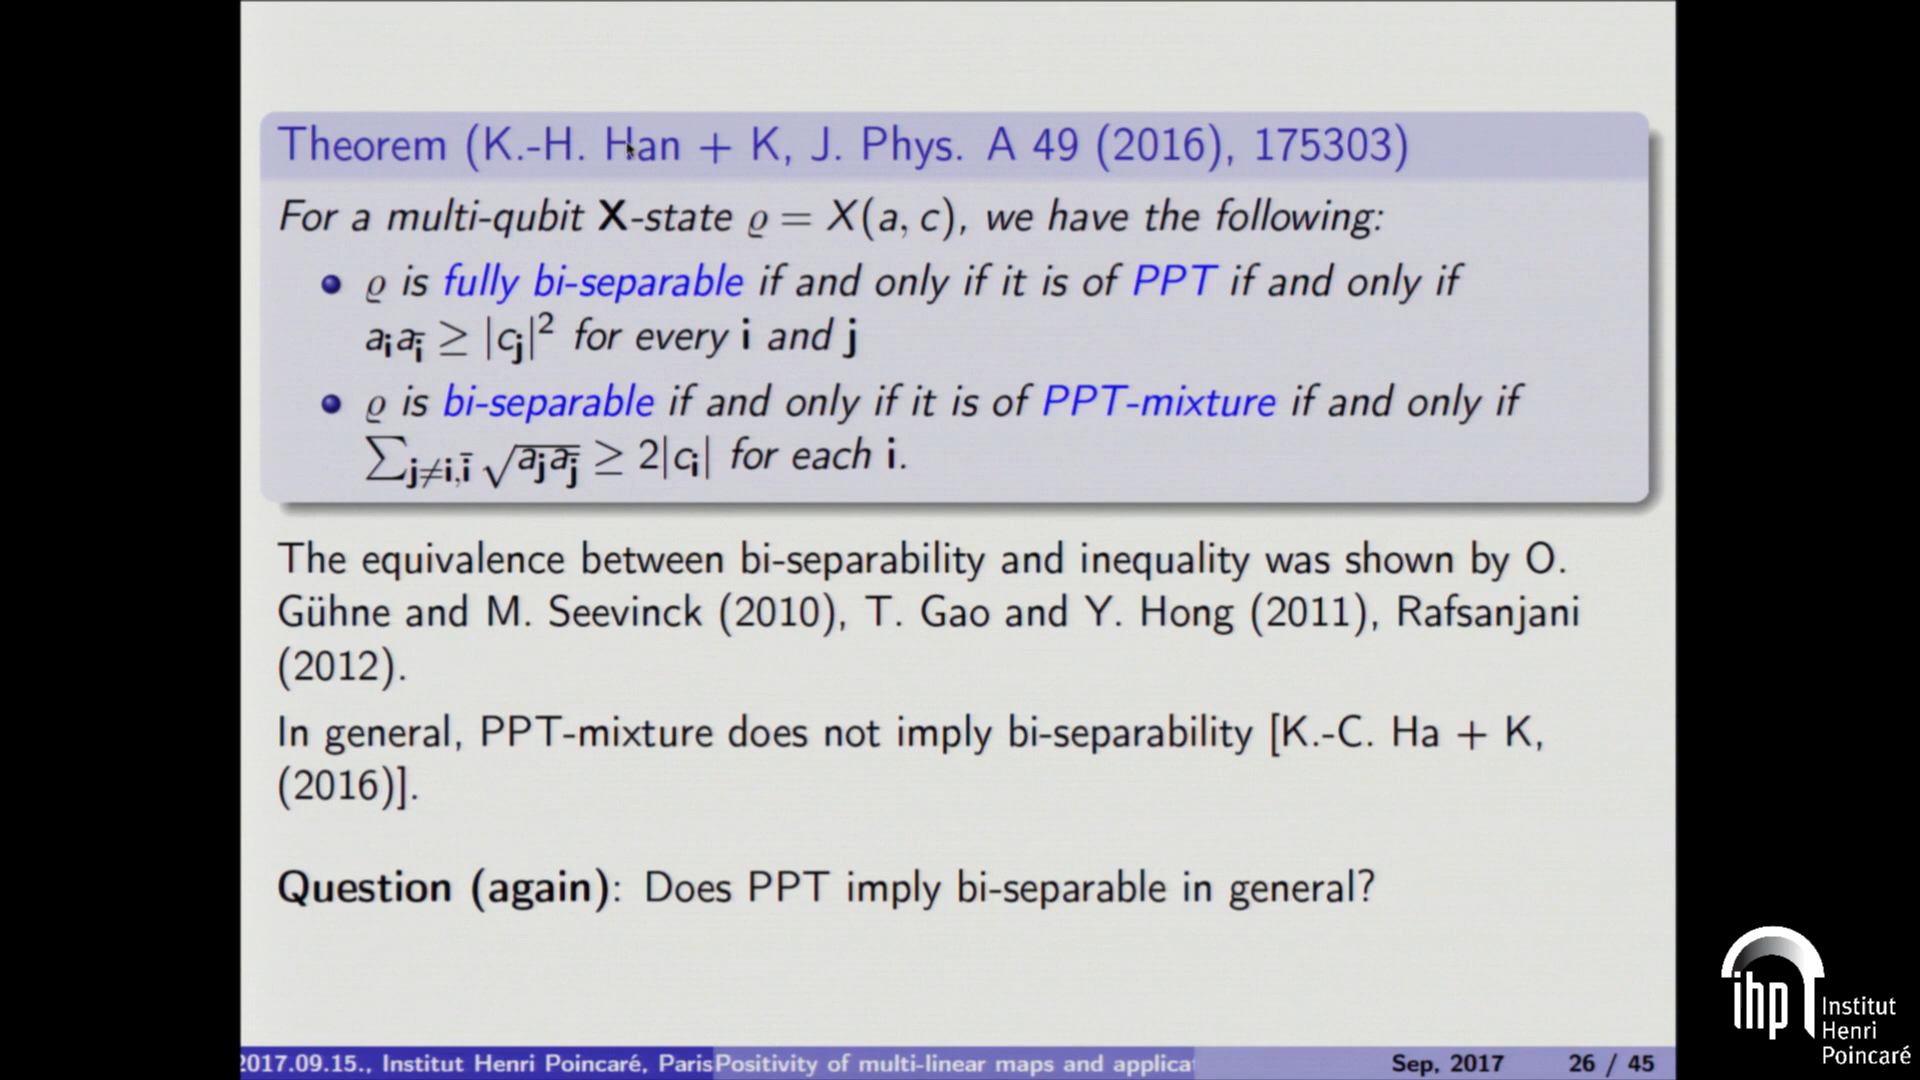 Theorem (K.-H. Han + K, J. Phys. A 49 (2016), 175303)
For a multi-qubit X-state ϱ = X(a, c), we have the following:
ϱ is fully bi-separable if and only if it is of PPT if and only if
aᵢaᵢ̄ ≥ |cⱼ|² for every i and j
ϱ is bi-separable if and only if it is of PPT-mixture if and only if
∑ⱼ≠ᵢ,ᵢ̄ √aⱼaⱼ̄ ≥ 2|cᵢ| for each i.
The equivalence between bi-separability and inequality was shown by O.
Gühne and M. Seevinck (2010), T. Gao and Y. Hong (2011), Rafsanjani
(2012).
In general, PPT-mixture does not imply bi-separability [K.-C. Ha + K,
(2016)].
Question (again): Does PPT imply bi-separable in general?
2017.09.15., Institut Henri Poincaré, Paris Positivity of multi-linear maps and applica Sep, 2017 26 / 45
ihp Institut
Henri
Poincaré